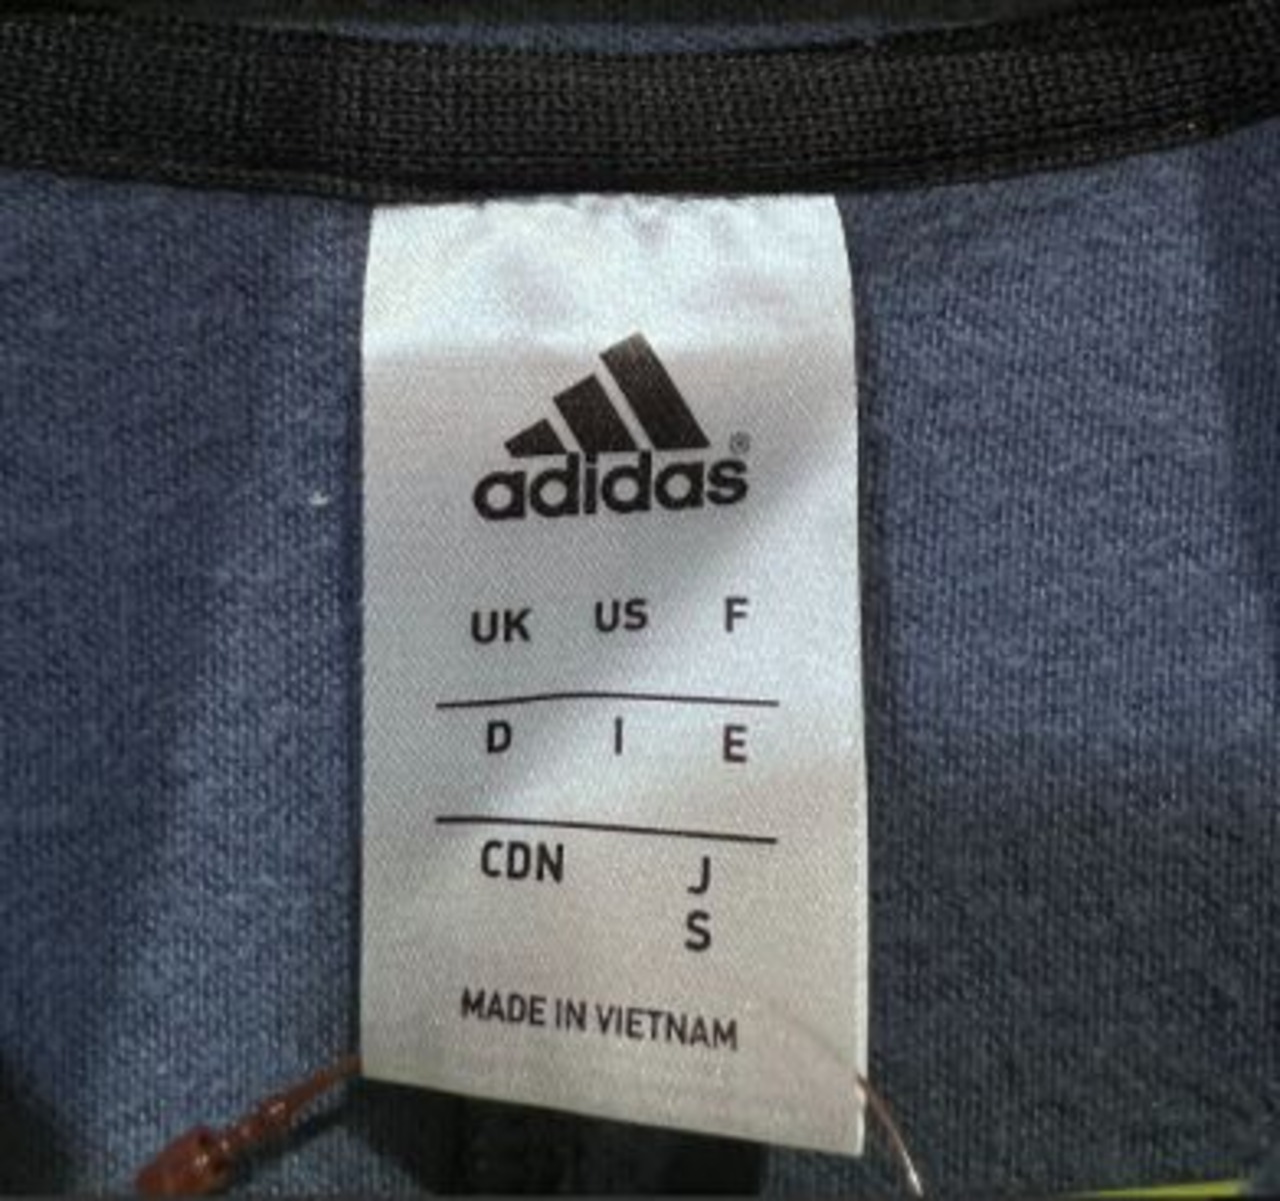 adidas®
UK US F
D I E
CDN J
S
MADE IN VIETNAM